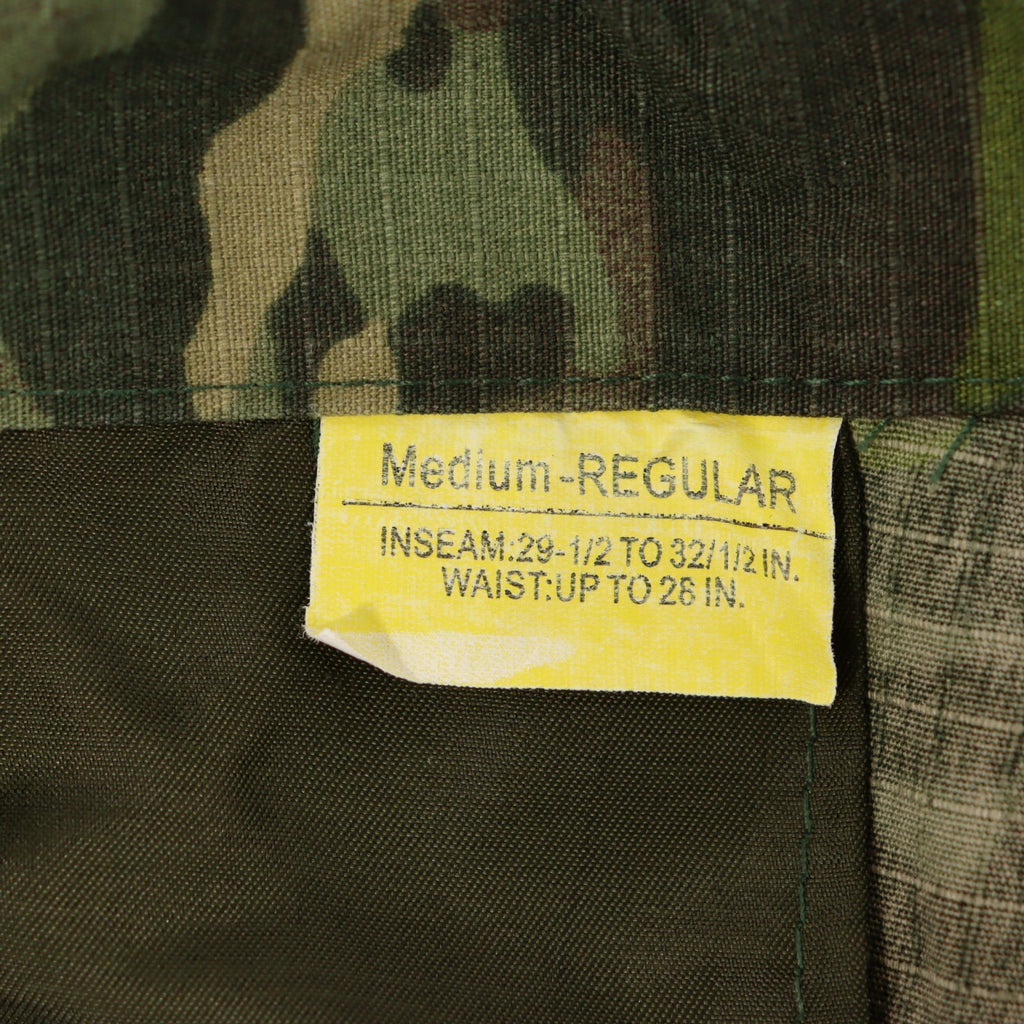 Medium-REGULAR
INSEAM:29-1/2 TO 32/1/2 IN.
WAIST:UP TO 28 IN.